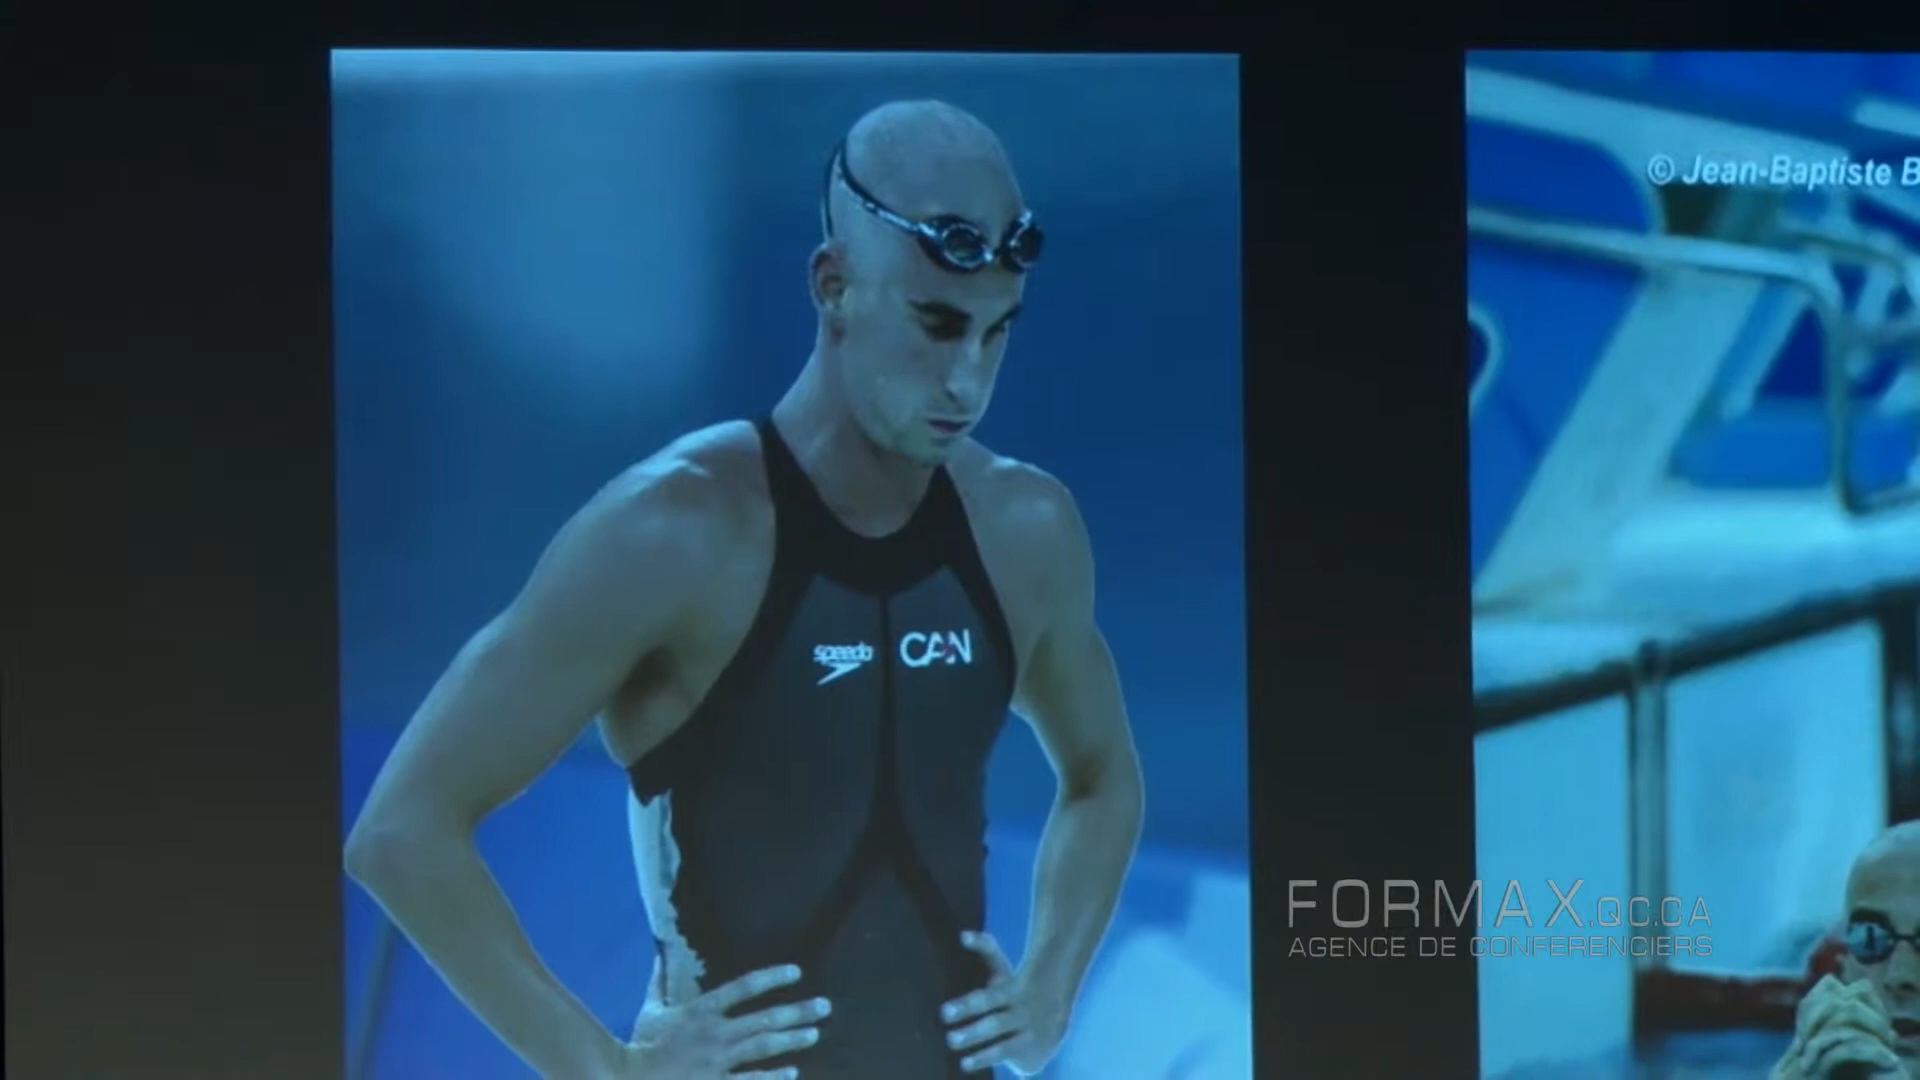 © Jean-Baptiste B
speedo
CAN
FORMAX.QC.CA
AGENCE DE CONFERENCIERS